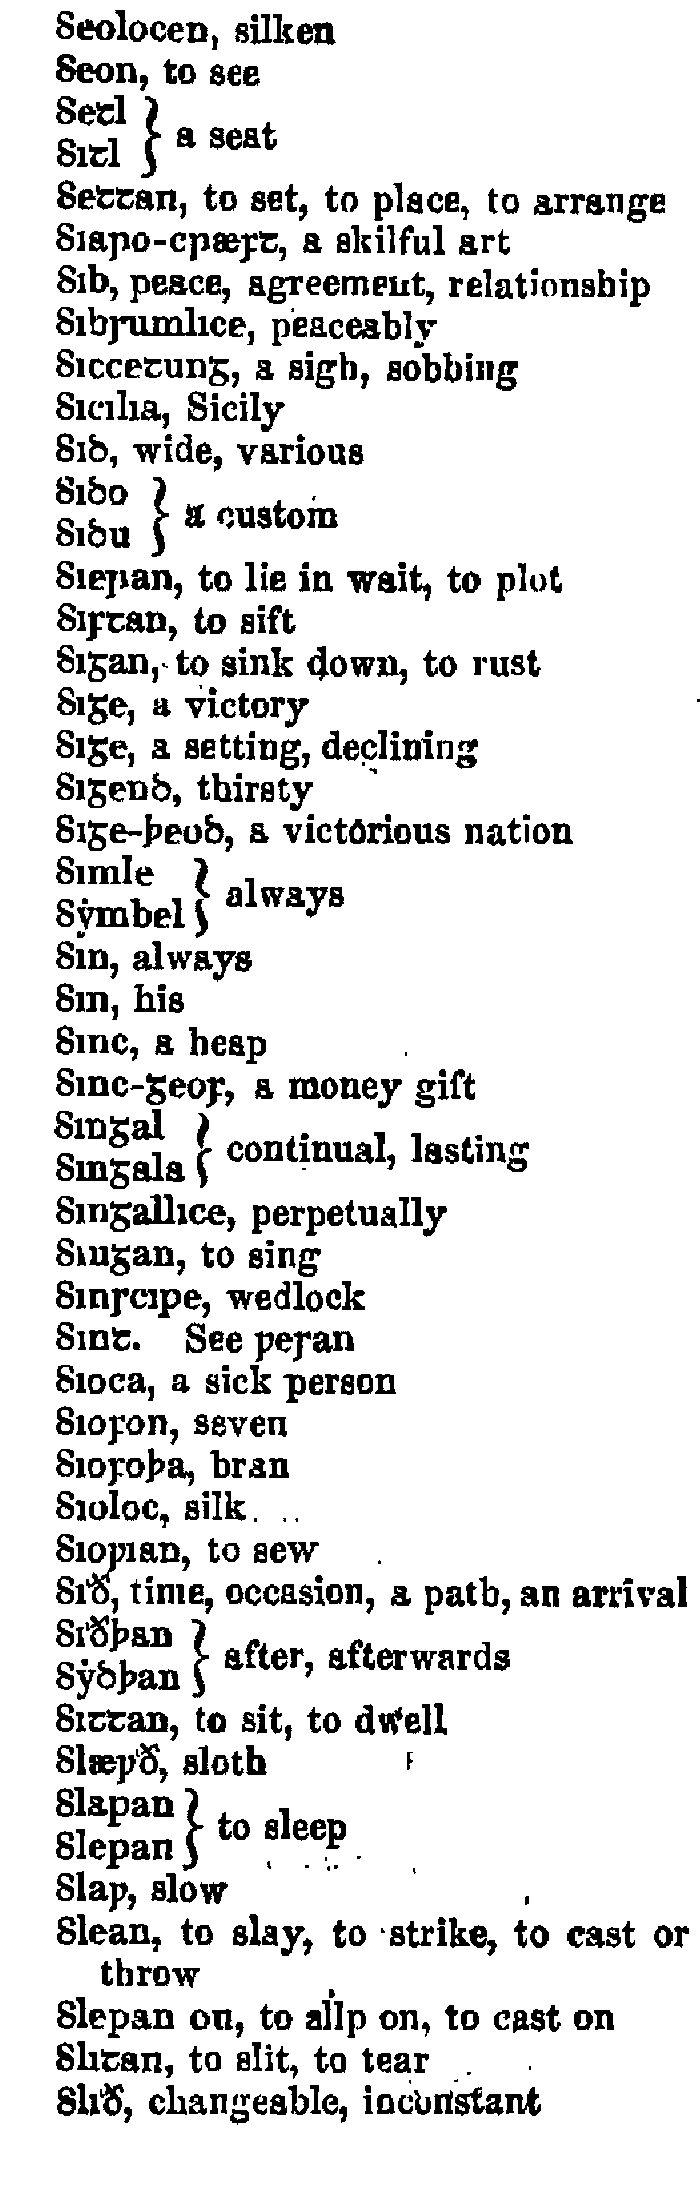 Seolocen, silken
Seon, to see
Setl
Sitl
a seat
Settan, to set, to place, to arrange
Siaro-cræft, a skilful art
Sib, peace, agreement, relationship
Sibsumlice, peaceably
Siccetung, a sigh, sobbing
Sicilia, Sicily
Sid, wide, various
Sido
Sidu
a custom
Sieran, to lie in wait, to plot
Siftan, to sift
Sigan, to sink down, to rust
Sige, a victory
Sige, a setting, declining
Sigend, thirsty
Sige-þeod, a victorious nation
Simle
Sẏmbel
always
Sin, always
Sin, his
Sinc, a heap
Sinc-geof, a money gift
Singal
Singala
continual, lasting
Singallice, perpetually
Singan, to sing
Sinscipe, wedlock
Sint. See ƿesan
Sioca, a sick person
Siofon, seven
Siofoþa, bran
Sioloc, silk
Sioƿian, to sew
Sið, time, occasion, a path, an arrival
Siðþan
Sẏdþan
after, afterwards
Sittan, to sit, to dwell
Slæƿð, sloth
Slapan
Slepan
to sleep
Slaƿ, slow
Slean, to slay, to strike, to cast or
throw
Slepan on, to slip on, to cast on
Slitan, to slit, to tear
Slið, changeable, inconstant